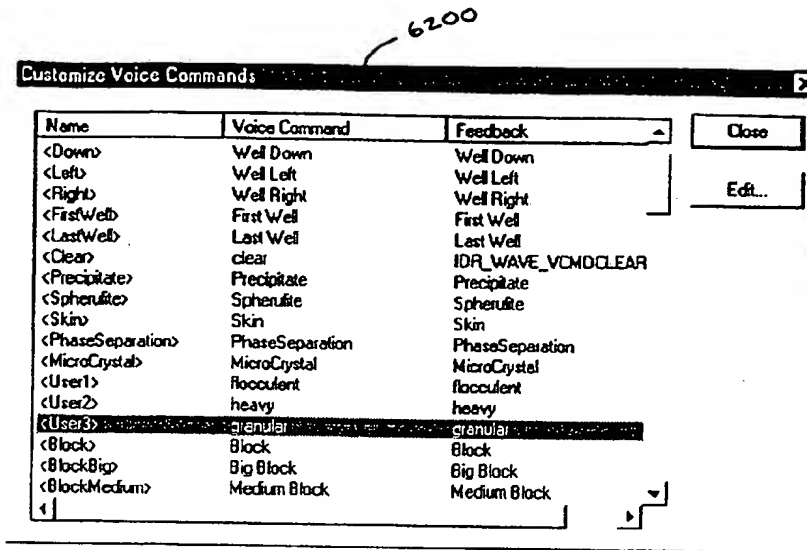 6200
Customize Voice Commands
Name Voice Command Feedback Close
<Down> Well Down Well Down
<Left> Well Left Well Left
Edit...
<Right> Well Right Well Right
<FirstWell> First Well First Well
<LastWell> Last Well Last Well
<Clear> clear IDR_WAVE_VCMDCLEAR
<Precipitate> Precipitate Precipitate
<Spherulite> Spherulite Spherulite
<Skin> Skin Skin
<PhaseSeparation> PhaseSeparation PhaseSeparation
<MicroCrystal> MicroCrystal MicroCrystal
<User1> flocculent flocculent
<User2> heavy heavy
<User3> granular granular
<Block> Block Block
<BlockBig> Big Block Big Block
<BlockMedium> Medium Block Medium Block